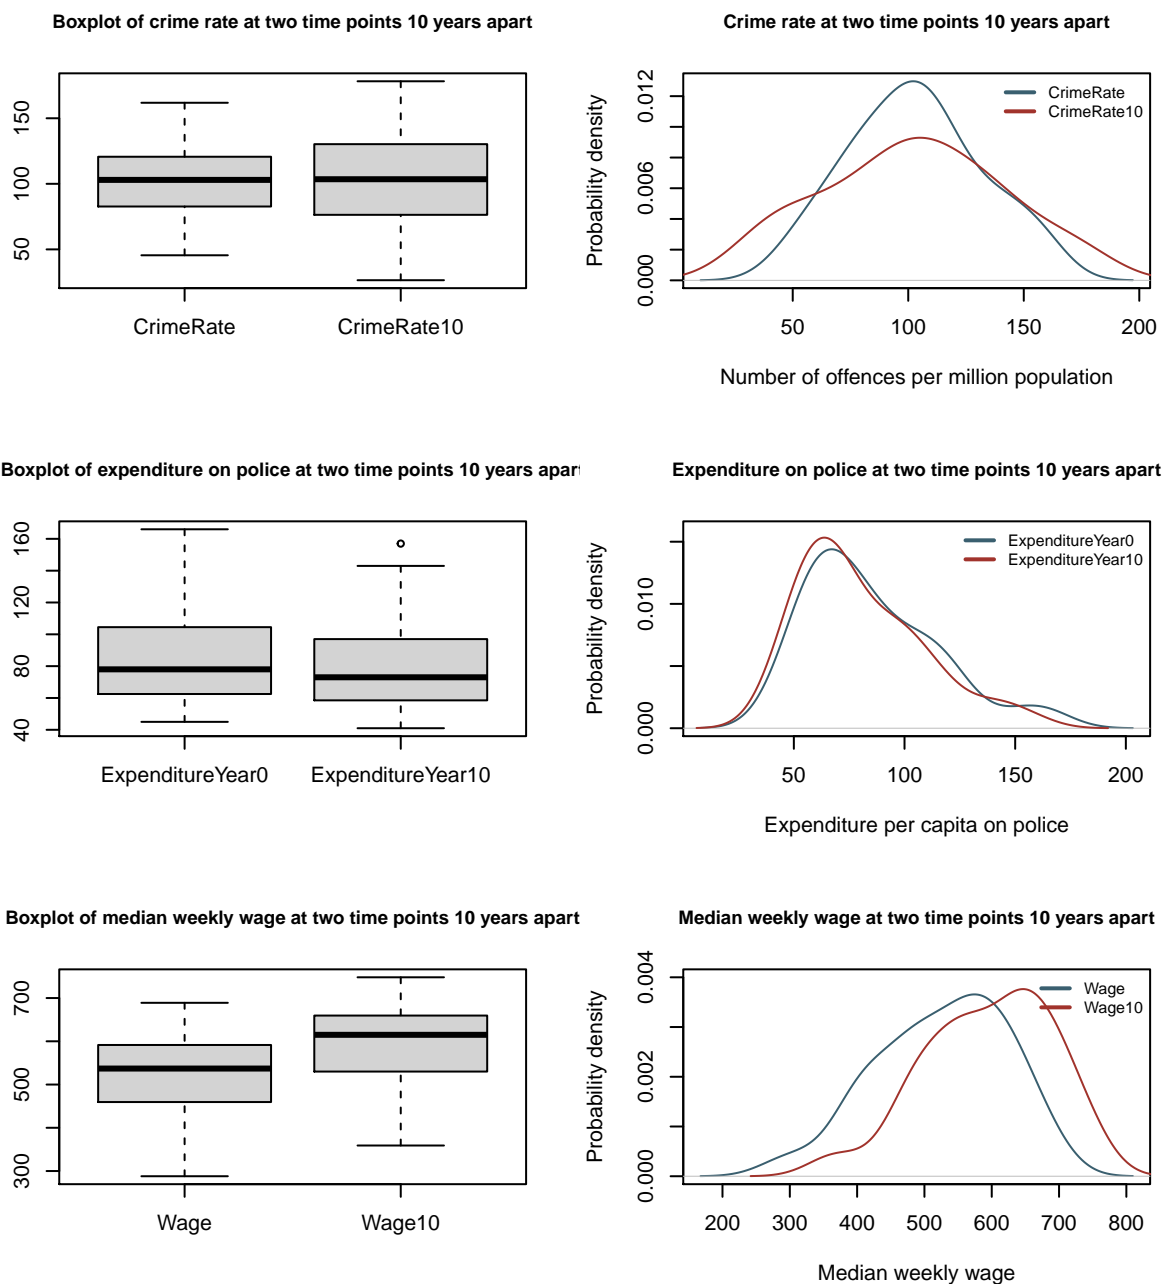 Boxplot of crime rate at two time points 10 years apart
150
100
50
CrimeRate CrimeRate10
Crime rate at two time points 10 years apart
Probability density
0.012
0.006
0.000
CrimeRate
CrimeRate10
50 100 150 200
Number of offences per million population
Boxplot of expenditure on police at two time points 10 years apart
160
120
80
40
ExpenditureYear0 ExpenditureYear10
Expenditure on police at two time points 10 years apart
Probability density
0.010
0.000
ExpenditureYear0
ExpenditureYear10
50 100 150 200
Expenditure per capita on police
Boxplot of median weekly wage at two time points 10 years apart
700
500
300
Wage Wage10
Median weekly wage at two time points 10 years apart
Probability density
0.004
0.002
0.000
Wage
Wage10
200 300 400 500 600 700 800
Median weekly wage